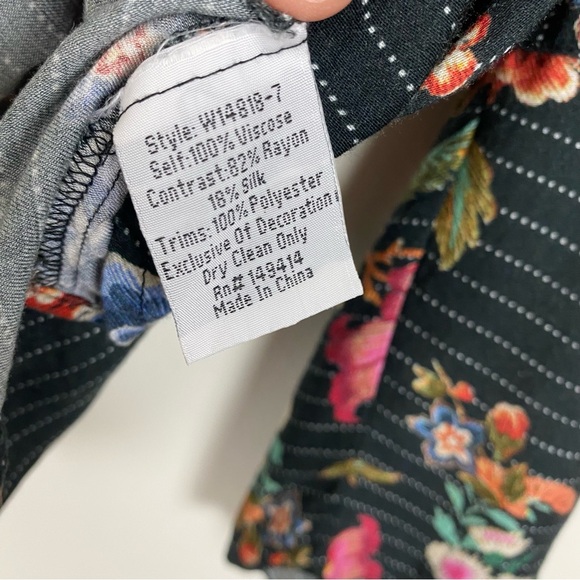 Style: W14818-7
Self:100% Viscose
Contrast:82% Rayon
18% Silk
Trims:100% Polyester
Exclusive Of Decoration
Dry Clean Only
Rn# 149414
Made In China